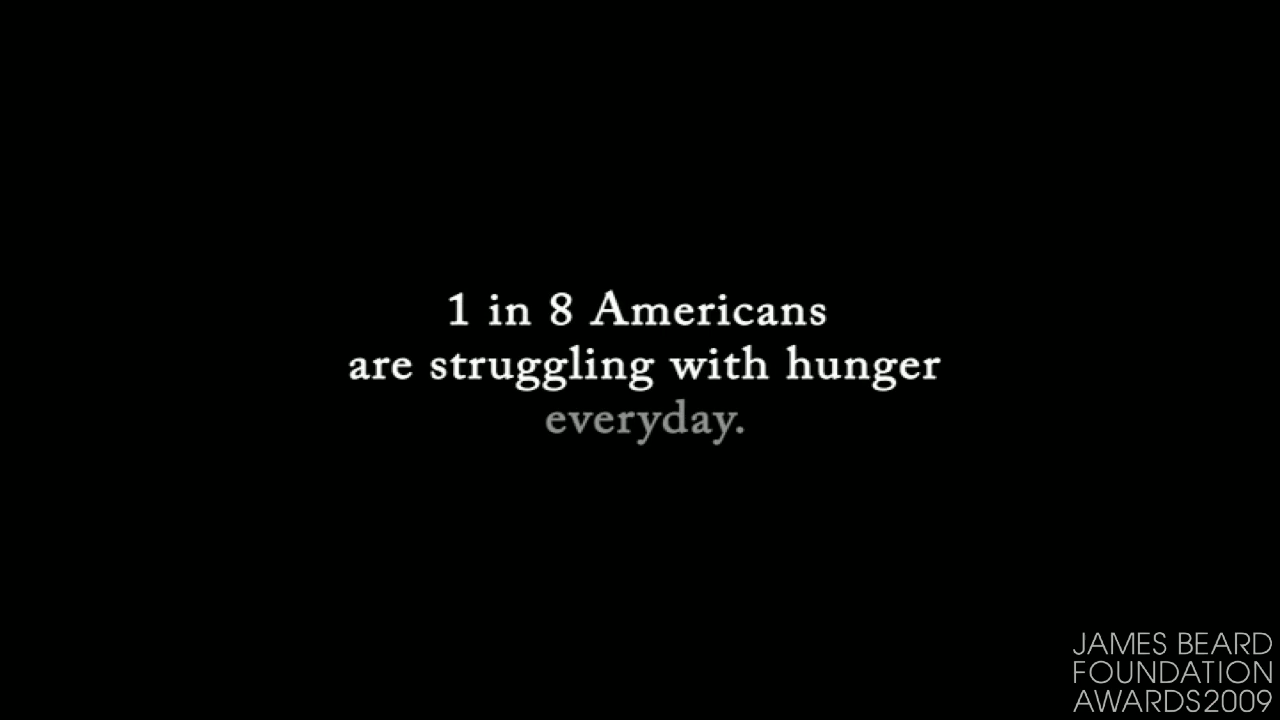 1 in 8 Americans
are struggling with hunger
everyday.
JAMES BEARD
FOUNDATION
AWARDS2009